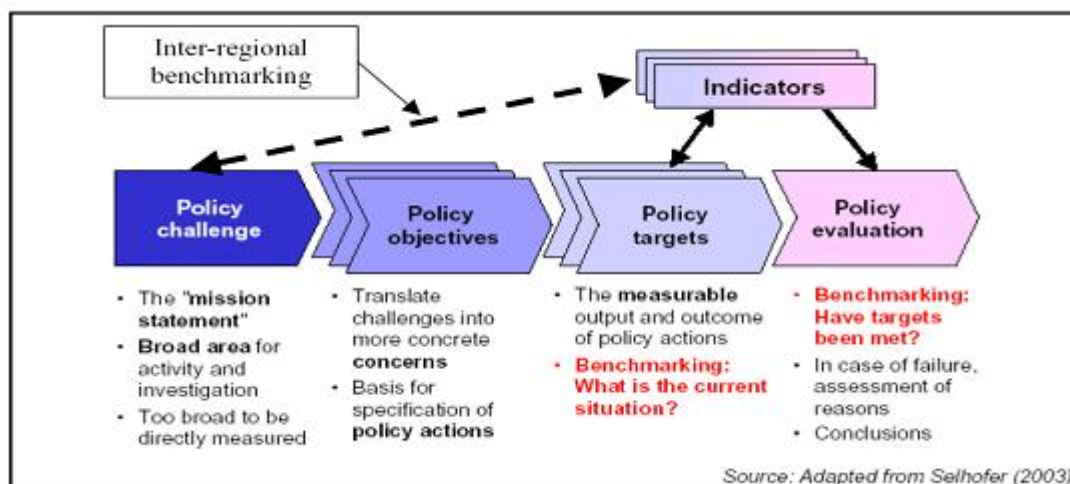 Inter-regional
benchmarking
Indicators
Policy
challenge
Policy
objectives
Policy
targets
Policy
evaluation
• The "mission
statement"
• Broad area for
activity and
investigation
• Too broad to be
directly measured
• Translate
challenges into
more concrete
concerns
• Basis for
specification of
policy actions
• The measurable
output and outcome
of policy actions
• Benchmarking:
What is the current
situation?
• Benchmarking:
Have targets
been met?
• In case of failure,
assessment of
reasons
• Conclusions
Source: Adapted from Selhofer (2003)